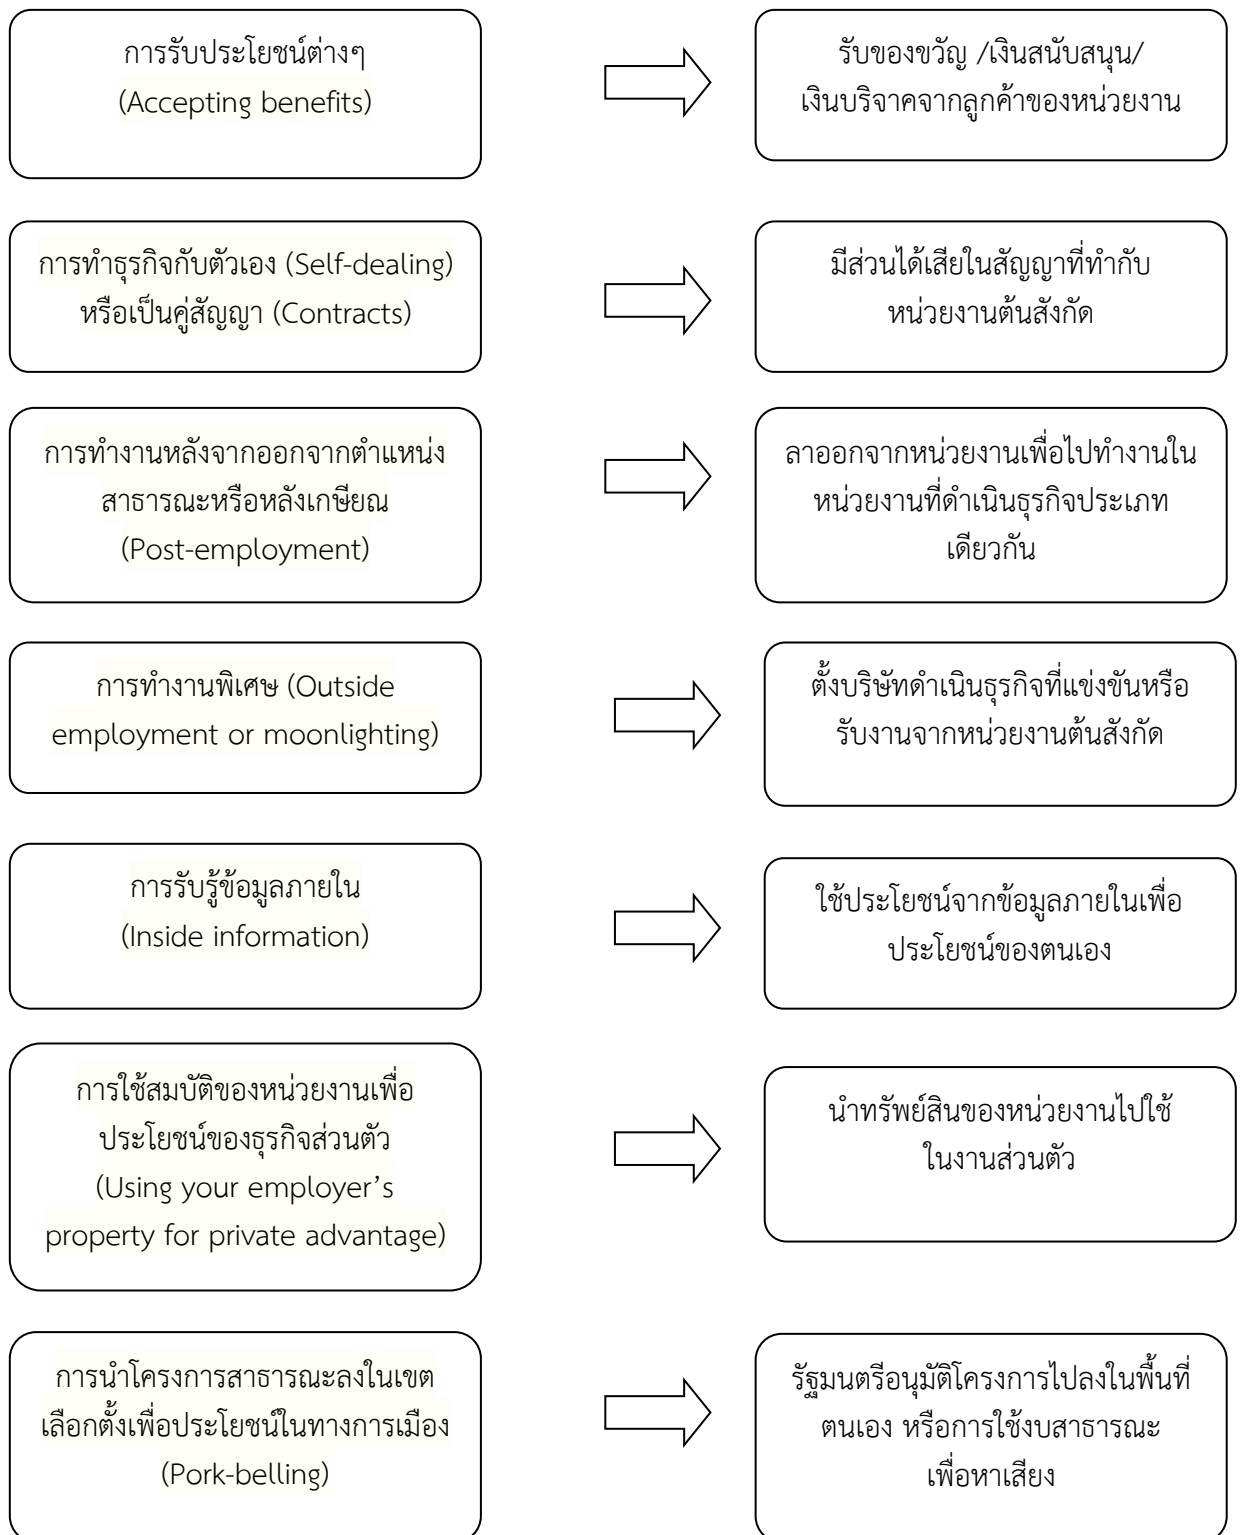 การรับประโยชน์ต่างๆ
(Accepting benefits)
รับของขวัญ /เงินสนับสนุน/
เงินบริจาคจากลูกค้าของหน่วยงาน
การทำธุรกิจกับตัวเอง (Self-dealing)
หรือเป็นคู่สัญญา (Contracts)
มีส่วนได้เสียในสัญญาที่ทำกับ
หน่วยงานต้นสังกัด
การทำงานหลังจากออกจากตำแหน่ง
สาธารณะหรือหลังเกษียณ
(Post-employment)
ลาออกจากหน่วยงานเพื่อไปทำงานใน
หน่วยงานที่ดำเนินธุรกิจประเภท
เดียวกัน
การทำงานพิเศษ (Outside
employment or moonlighting)
ตั้งบริษัทดำเนินธุรกิจที่แข่งขันหรือ
รับงานจากหน่วยงานต้นสังกัด
การรับรู้ข้อมูลภายใน
(Inside information)
ใช้ประโยชน์จากข้อมูลภายในเพื่อ
ประโยชน์ของตนเอง
การใช้สมบัติของหน่วยงานเพื่อ
ประโยชน์ของธุรกิจส่วนตัว
(Using your employer’s
property for private advantage)
นำทรัพย์สินของหน่วยงานไปใช้
ในงานส่วนตัว
การนำโครงการสาธารณะลงในเขต
เลือกตั้งเพื่อประโยชน์ในทางการเมือง
(Pork-belling)
รัฐมนตรีอนุมัติโครงการไปลงในพื้นที่
ตนเอง หรือการใช้งบสาธารณะ
เพื่อหาเสียง